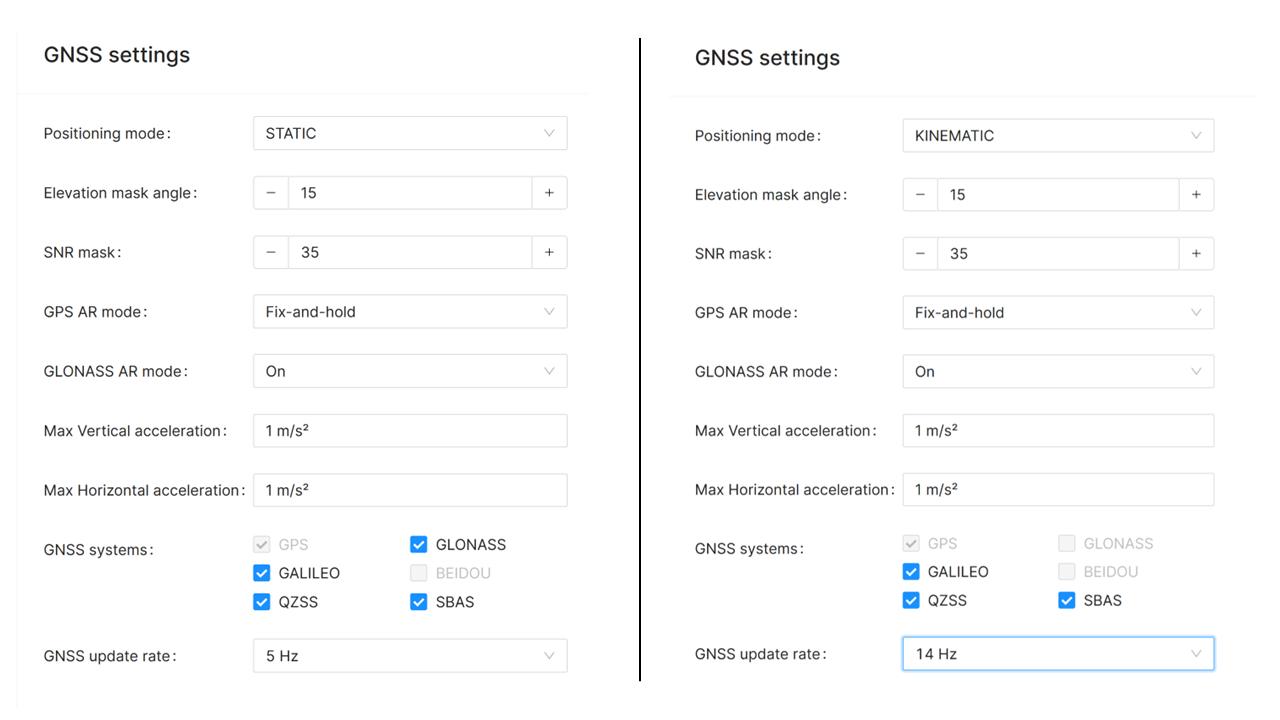 GNSS settings
Positioning mode: STATIC
Elevation mask angle: − 15 +
SNR mask: − 35 +
GPS AR mode: Fix-and-hold
GLONASS AR mode: On
Max Vertical acceleration: 1 m/s²
Max Horizontal acceleration: 1 m/s²
GNSS systems: GPS GLONASS
GALILEO BEIDOU
QZSS SBAS
GNSS update rate: 5 Hz
GNSS settings
Positioning mode: KINEMATIC
Elevation mask angle: − 15 +
SNR mask: − 35 +
GPS AR mode: Fix-and-hold
GLONASS AR mode: On
Max Vertical acceleration: 1 m/s²
Max Horizontal acceleration: 1 m/s²
GNSS systems: GPS GLONASS
GALILEO BEIDOU
QZSS SBAS
GNSS update rate: 14 Hz